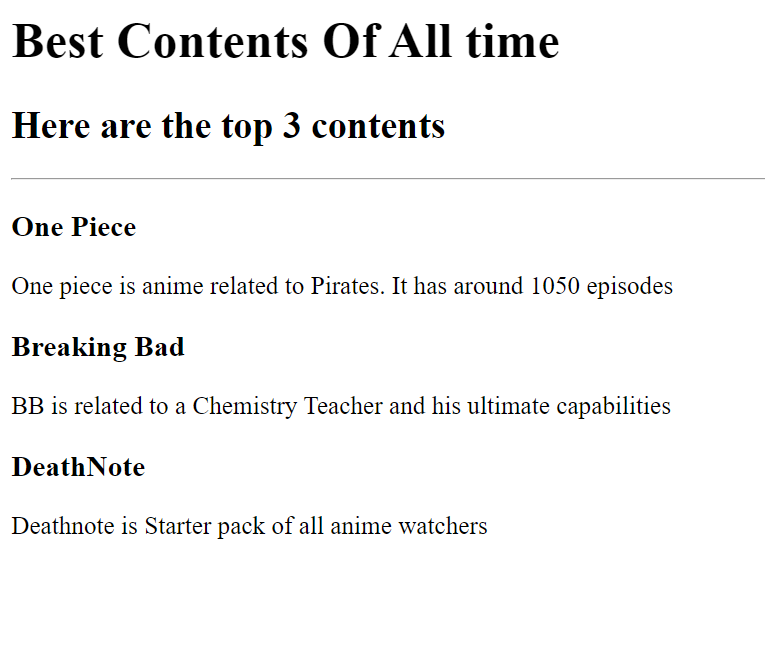 Best Contents Of All time
Here are the top 3 contents
One Piece
One piece is anime related to Pirates. It has around 1050 episodes
Breaking Bad
BB is related to a Chemistry Teacher and his ultimate capabilities
DeathNote
Deathnote is Starter pack of all anime watchers